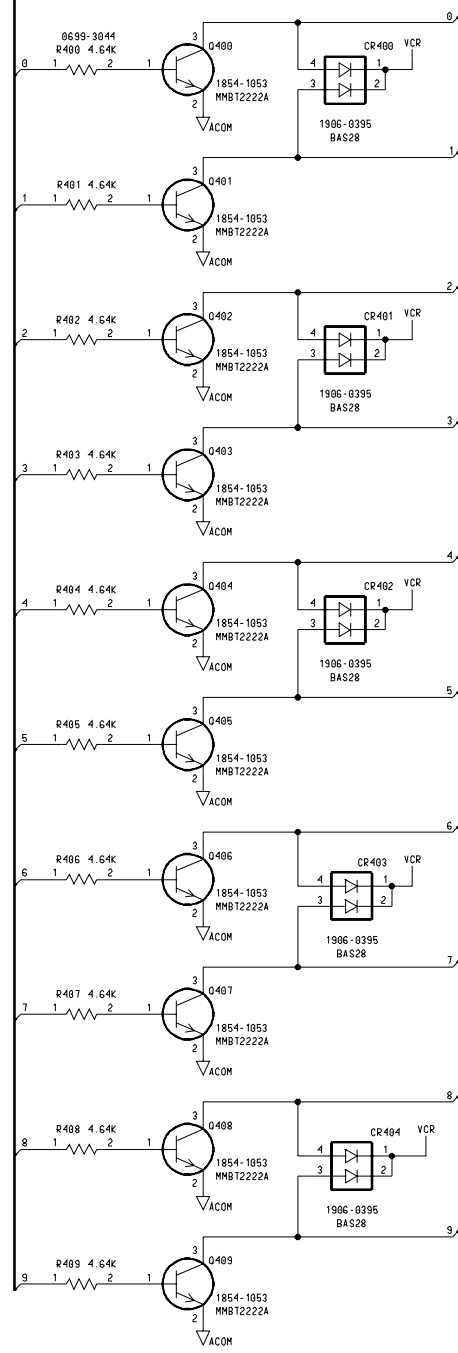 0
0699-3044
R400 4.64K
3
Q400
VCR
CR400
0 1 2 1
4 1
3 2
1854-1053
MMBT2222A
2
ACOM
1906-0395
BAS28
1
R401 4.64K
3
Q401
1 1 2 1
1854-1053
MMBT2222A
2
ACOM
2
R402 4.64K
3
Q402
VCR
CR401
2 1 2 1
4 1
3 2
1854-1053
MMBT2222A
2
ACOM
1906-0395
BAS28
3
R403 4.64K
3
Q403
3 1 2 1
1854-1053
MMBT2222A
2
ACOM
4
R404 4.64K
3
Q404
VCR
CR402
4 1 2 1
4 1
3 2
1854-1053
MMBT2222A
2
ACOM
1906-0395
BAS28
5
R405 4.64K
3
Q405
5 1 2 1
1854-1053
MMBT2222A
2
ACOM
6
R406 4.64K
3
Q406
VCR
CR403
6 1 2 1
4 1
3 2
1854-1053
MMBT2222A
2
ACOM
1906-0395
BAS28
7
R407 4.64K
3
Q407
7 1 2 1
1854-1053
MMBT2222A
2
ACOM
8
R408 4.64K
3
Q408
VCR
CR404
8 1 2 1
4 1
3 2
1854-1053
MMBT2222A
2
ACOM
1906-0395
BAS28
9
R409 4.64K
3
Q409
9 1 2 1
1854-1053
MMBT2222A
2
ACOM